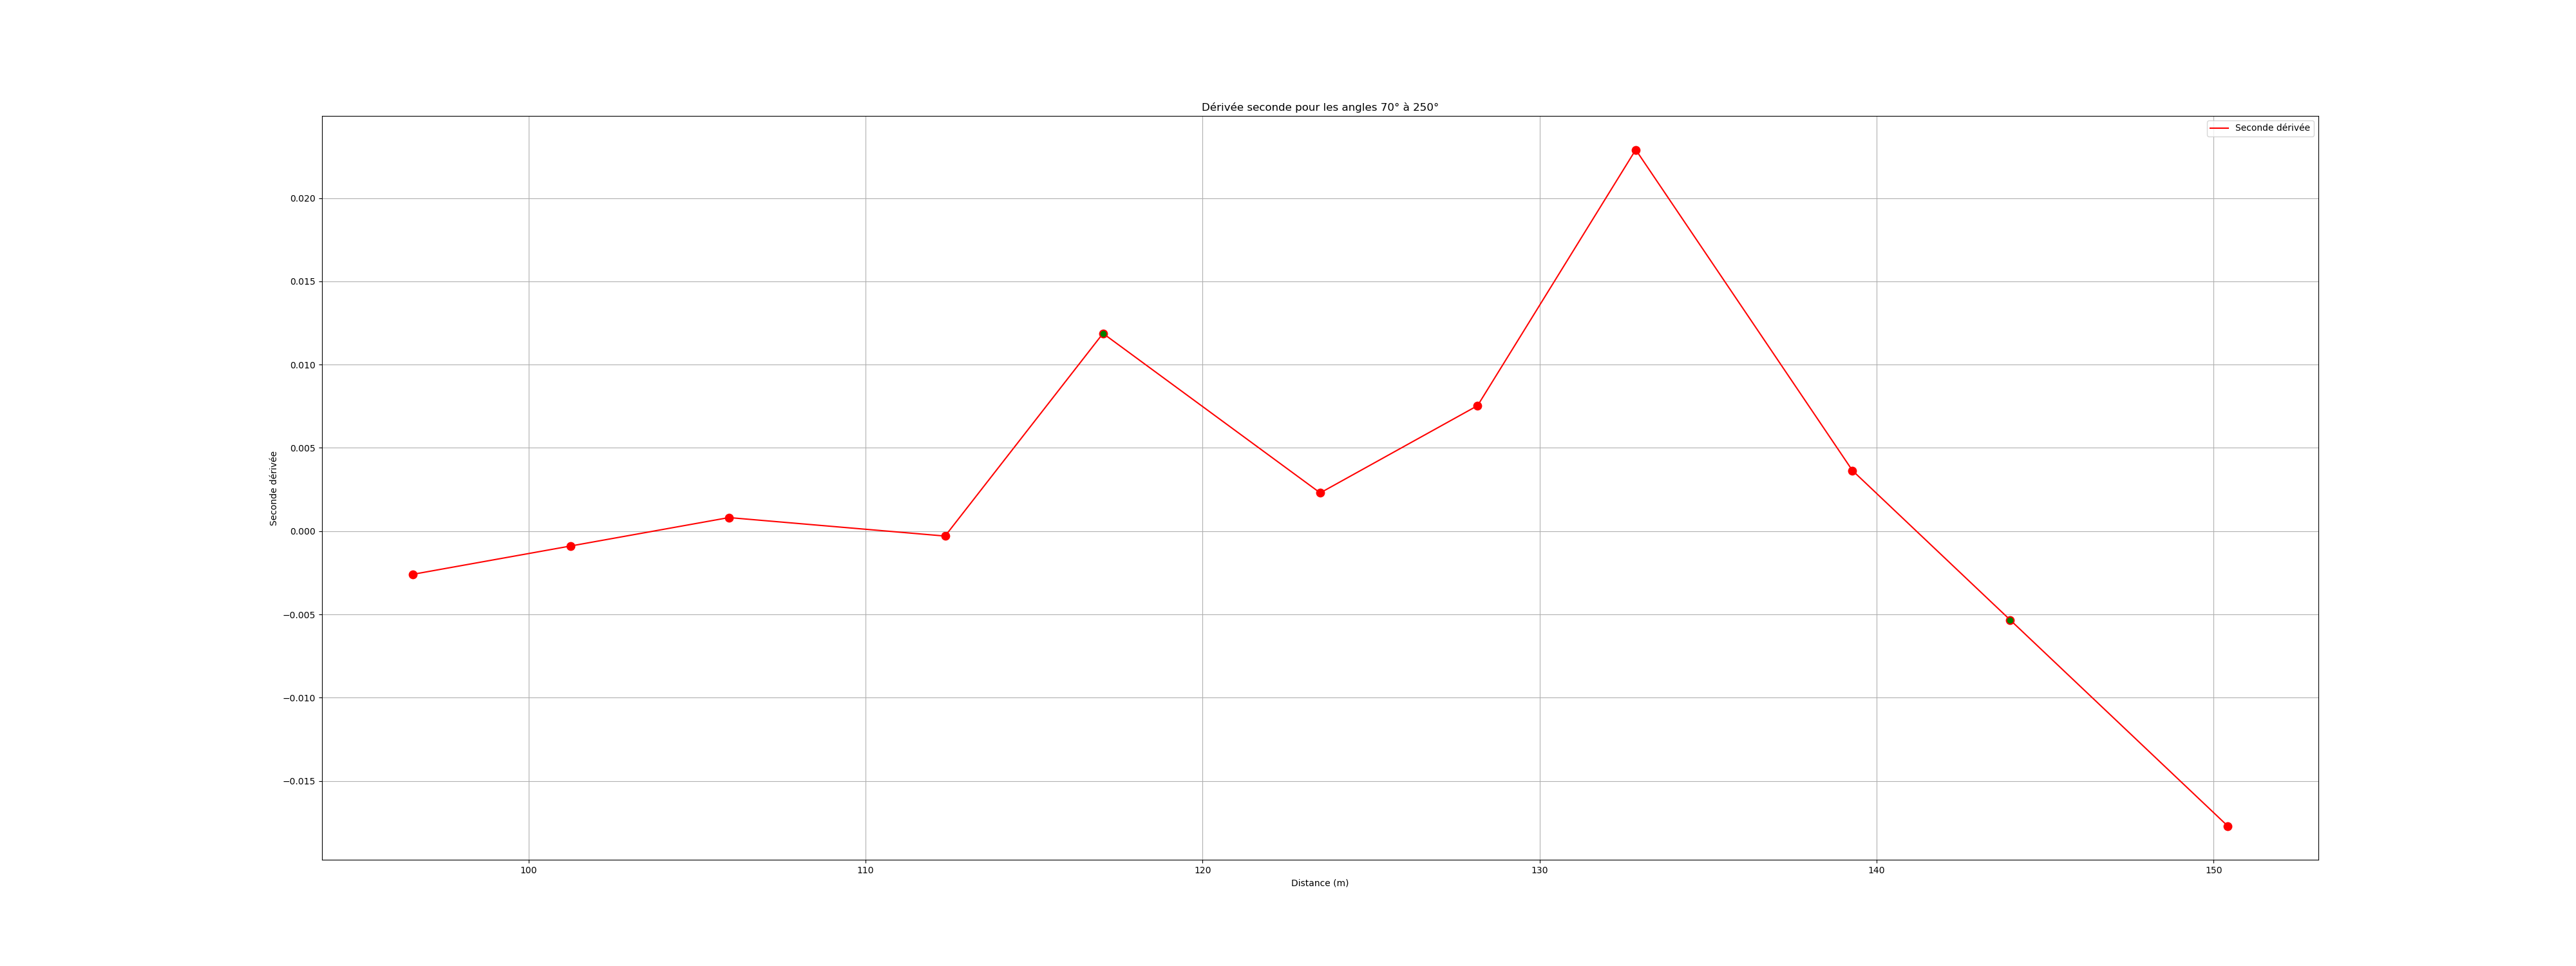 Dérivée seconde pour les angles 70° à 250°
Seconde dérivée
0.020
0.015
0.010
0.005
0.000
−0.005
−0.010
−0.015
Seconde dérivée
100 110 120 130 140 150
Distance (m)